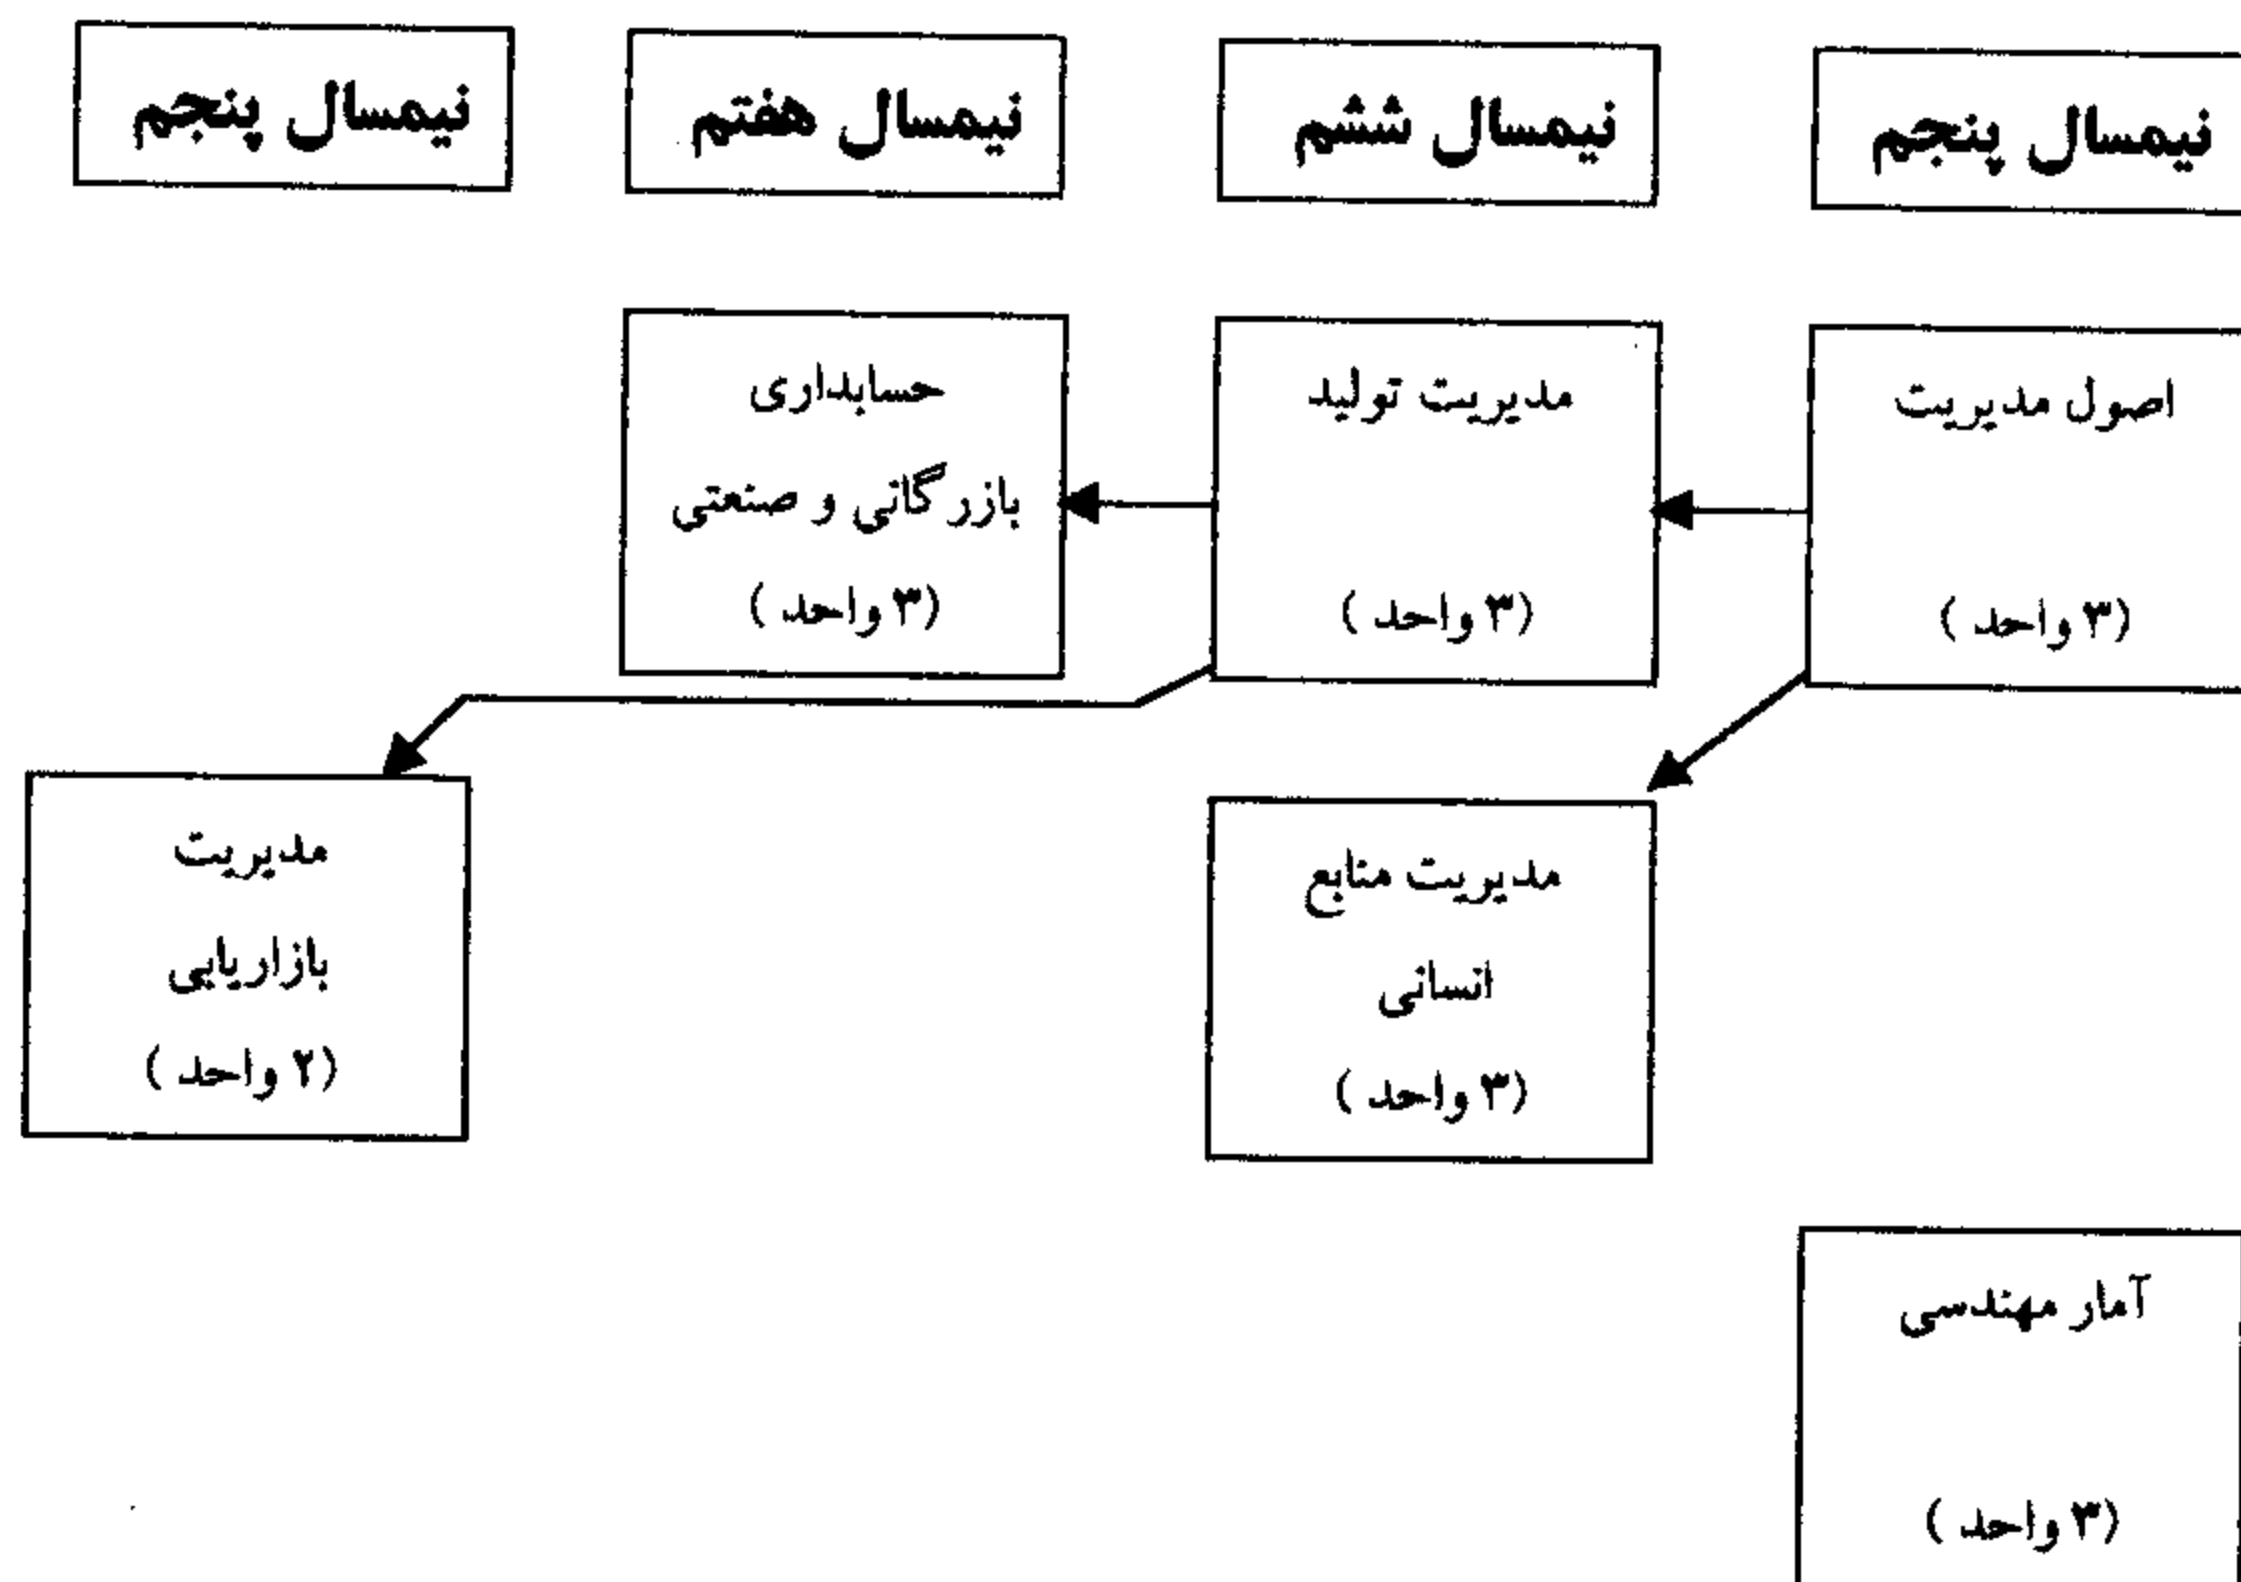 نیمسال پنجم
نیمسال ششم
نیمسال هفتم
نیمسال پنجم
اصول مدیریت
(۳ واحد )
مدیریت تولید
(۳ واحد )
حسابداری
بازرگانی و صنعتی
(۳ واحد )
مدیریت منابع
انسانی
(۳ واحد )
مدیریت
بازاریابی
(۲ واحد )
آمار مهندسی
(۳ واحد )